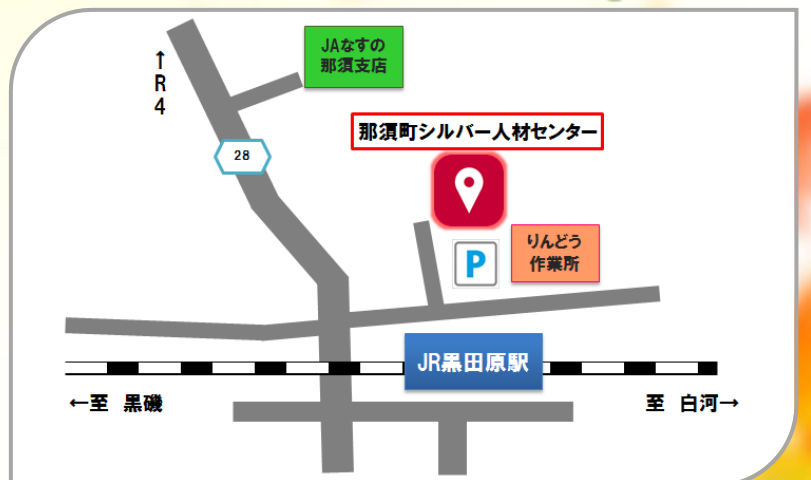 ↑
R
4
JAなすの
那須支店
那須町シルバー人材センター
28
りんどう
作業所
P
JR黒田原駅
←至 黒磯
至 白河→